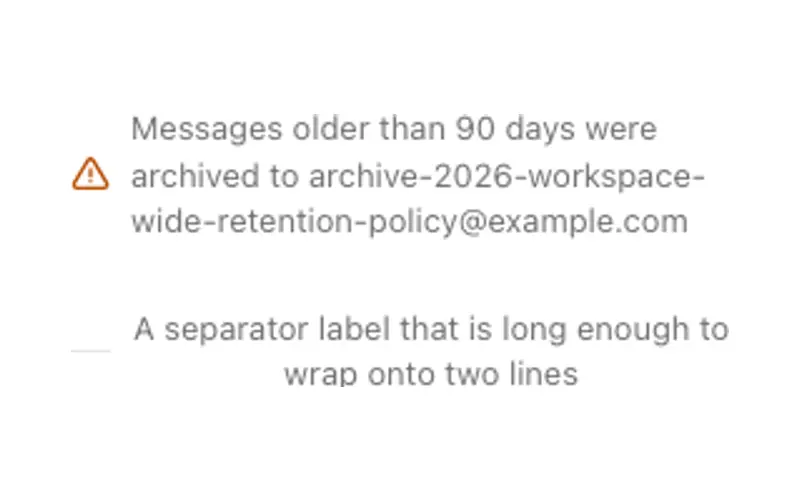 Messages older than 90 days were
archived to archive-2026-workspace-
wide-retention-policy@example.com
A separator label that is long enough to
wrap onto two lines